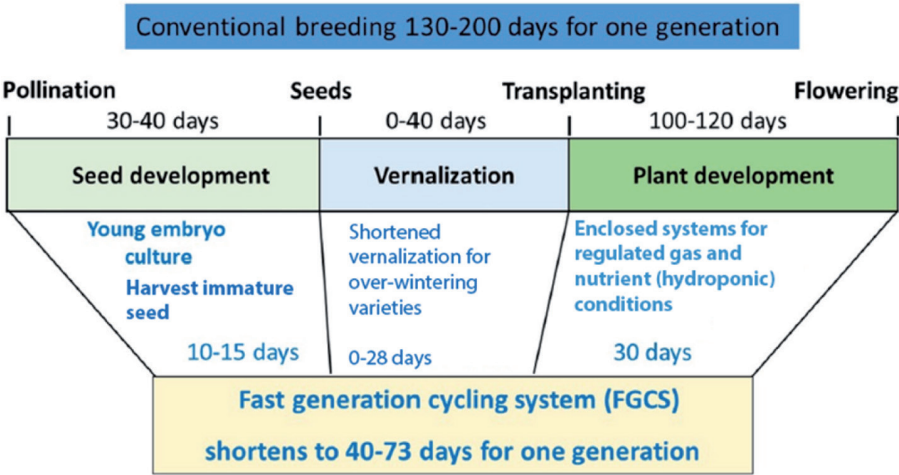 Conventional breeding 130-200 days for one generation
Pollination
Seeds
Transplanting
Flowering
30-40 days
0-40 days
100-120 days
Seed development
Vernalization
Plant development
Young embryo
culture
Harvest immature
seed
Shortened
vernalization for
over-wintering
varieties
Enclosed systems for
regulated gas and
nutrient (hydroponic)
conditions
10-15 days
0-28 days
30 days
Fast generation cycling system (FGCS)
shortens to 40-73 days for one generation